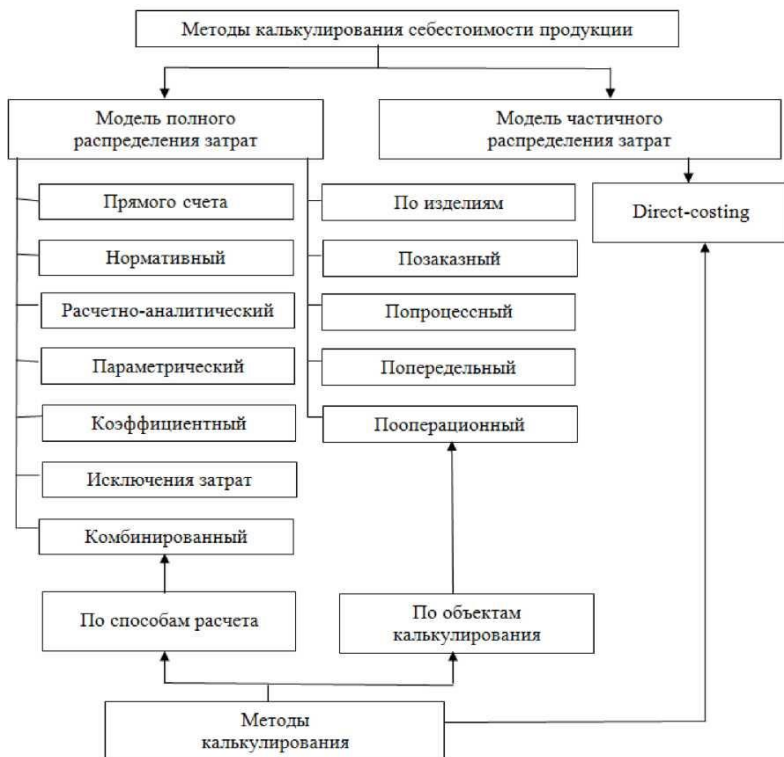 Методы калькулирования себестоимости продукции
Модель полного
распределения затрат
Модель частичного
распределения затрат
Прямого счета
Нормативный
Расчетно-аналитический
Параметрический
Коэффициентный
Исключения затрат
Комбинированный
По изделиям
Позаказный
Попроцессный
Попередельный
Пооперационный
Direct-costing
По способам расчета
По объектам
калькулирования
Методы
калькулирования